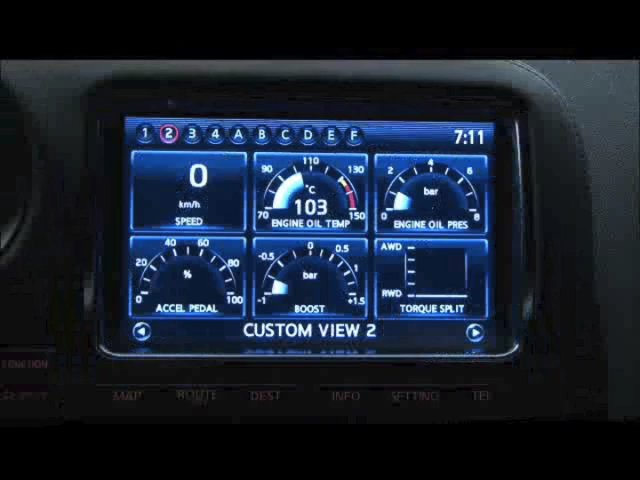 1 2 3 4 A B C D E F 7:11
0
km/h
SPEED
90 110 130
°C
103
70 150
ENGINE OIL TEMP
2 4 6
bar
0 8
ENGINE OIL PRES
20 40 60 80
%
0 100
ACCEL PEDAL
-0.5 0 0.5 1
bar
-1 +1.5
BOOST
AWD
RWD
TORQUE SPLIT
CUSTOM VIEW 2
MAP ROUTE DEST INFO SETTING TEL